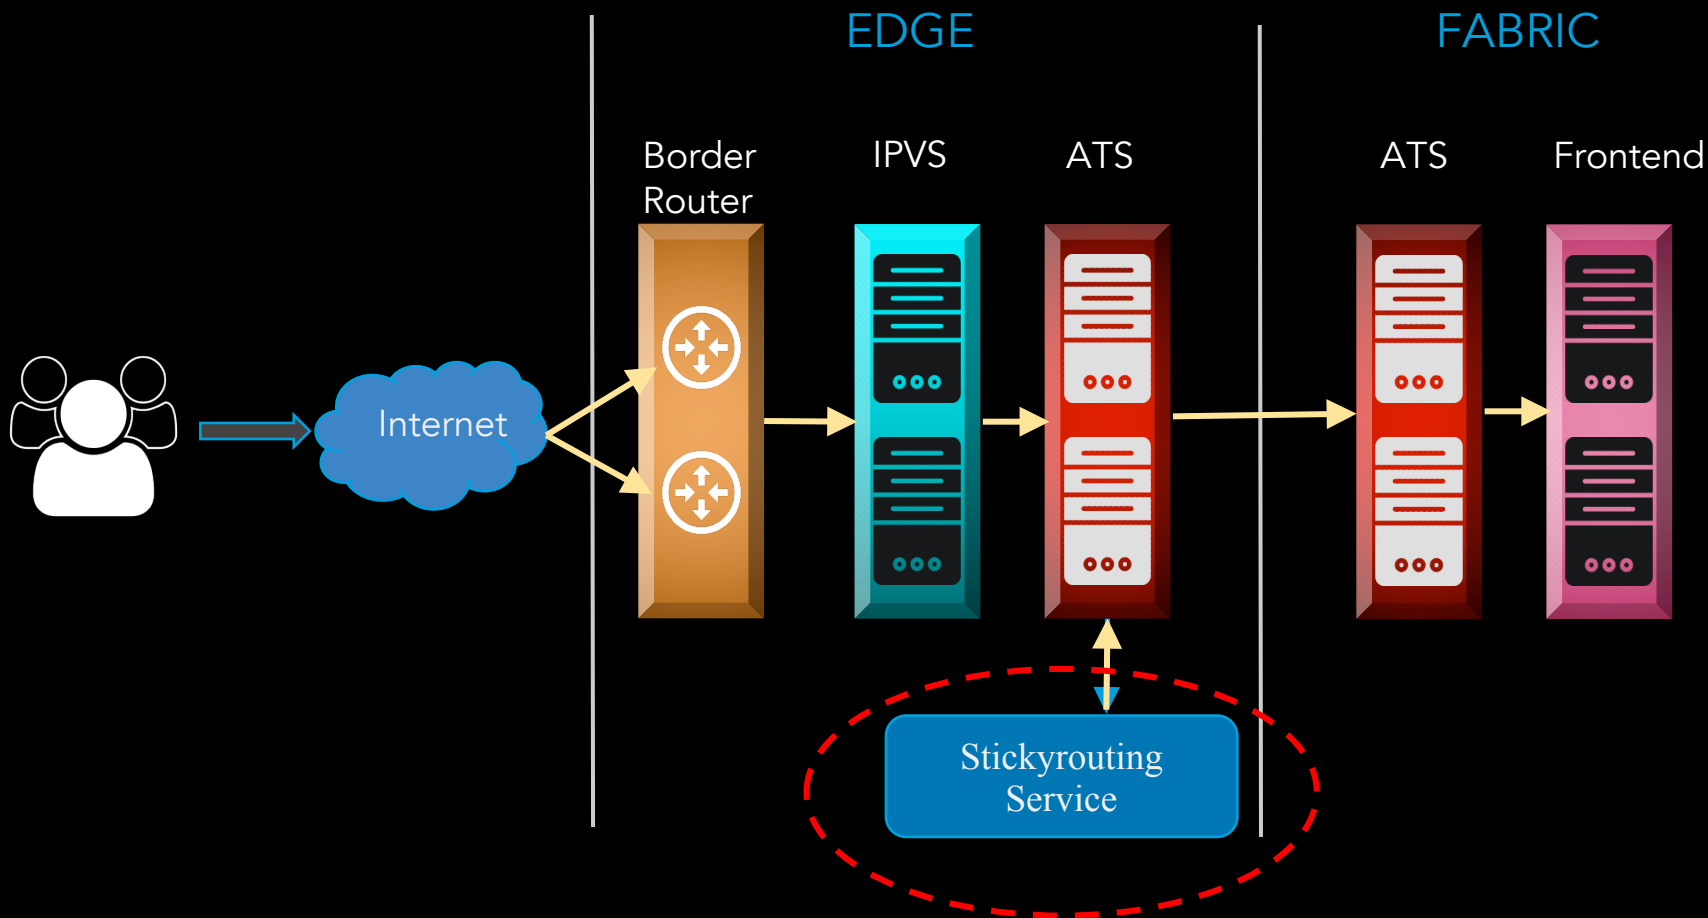 EDGE
FABRIC
Border
Router
IPVS
ATS
ATS
Frontend
Internet
Stickyrouting
Service